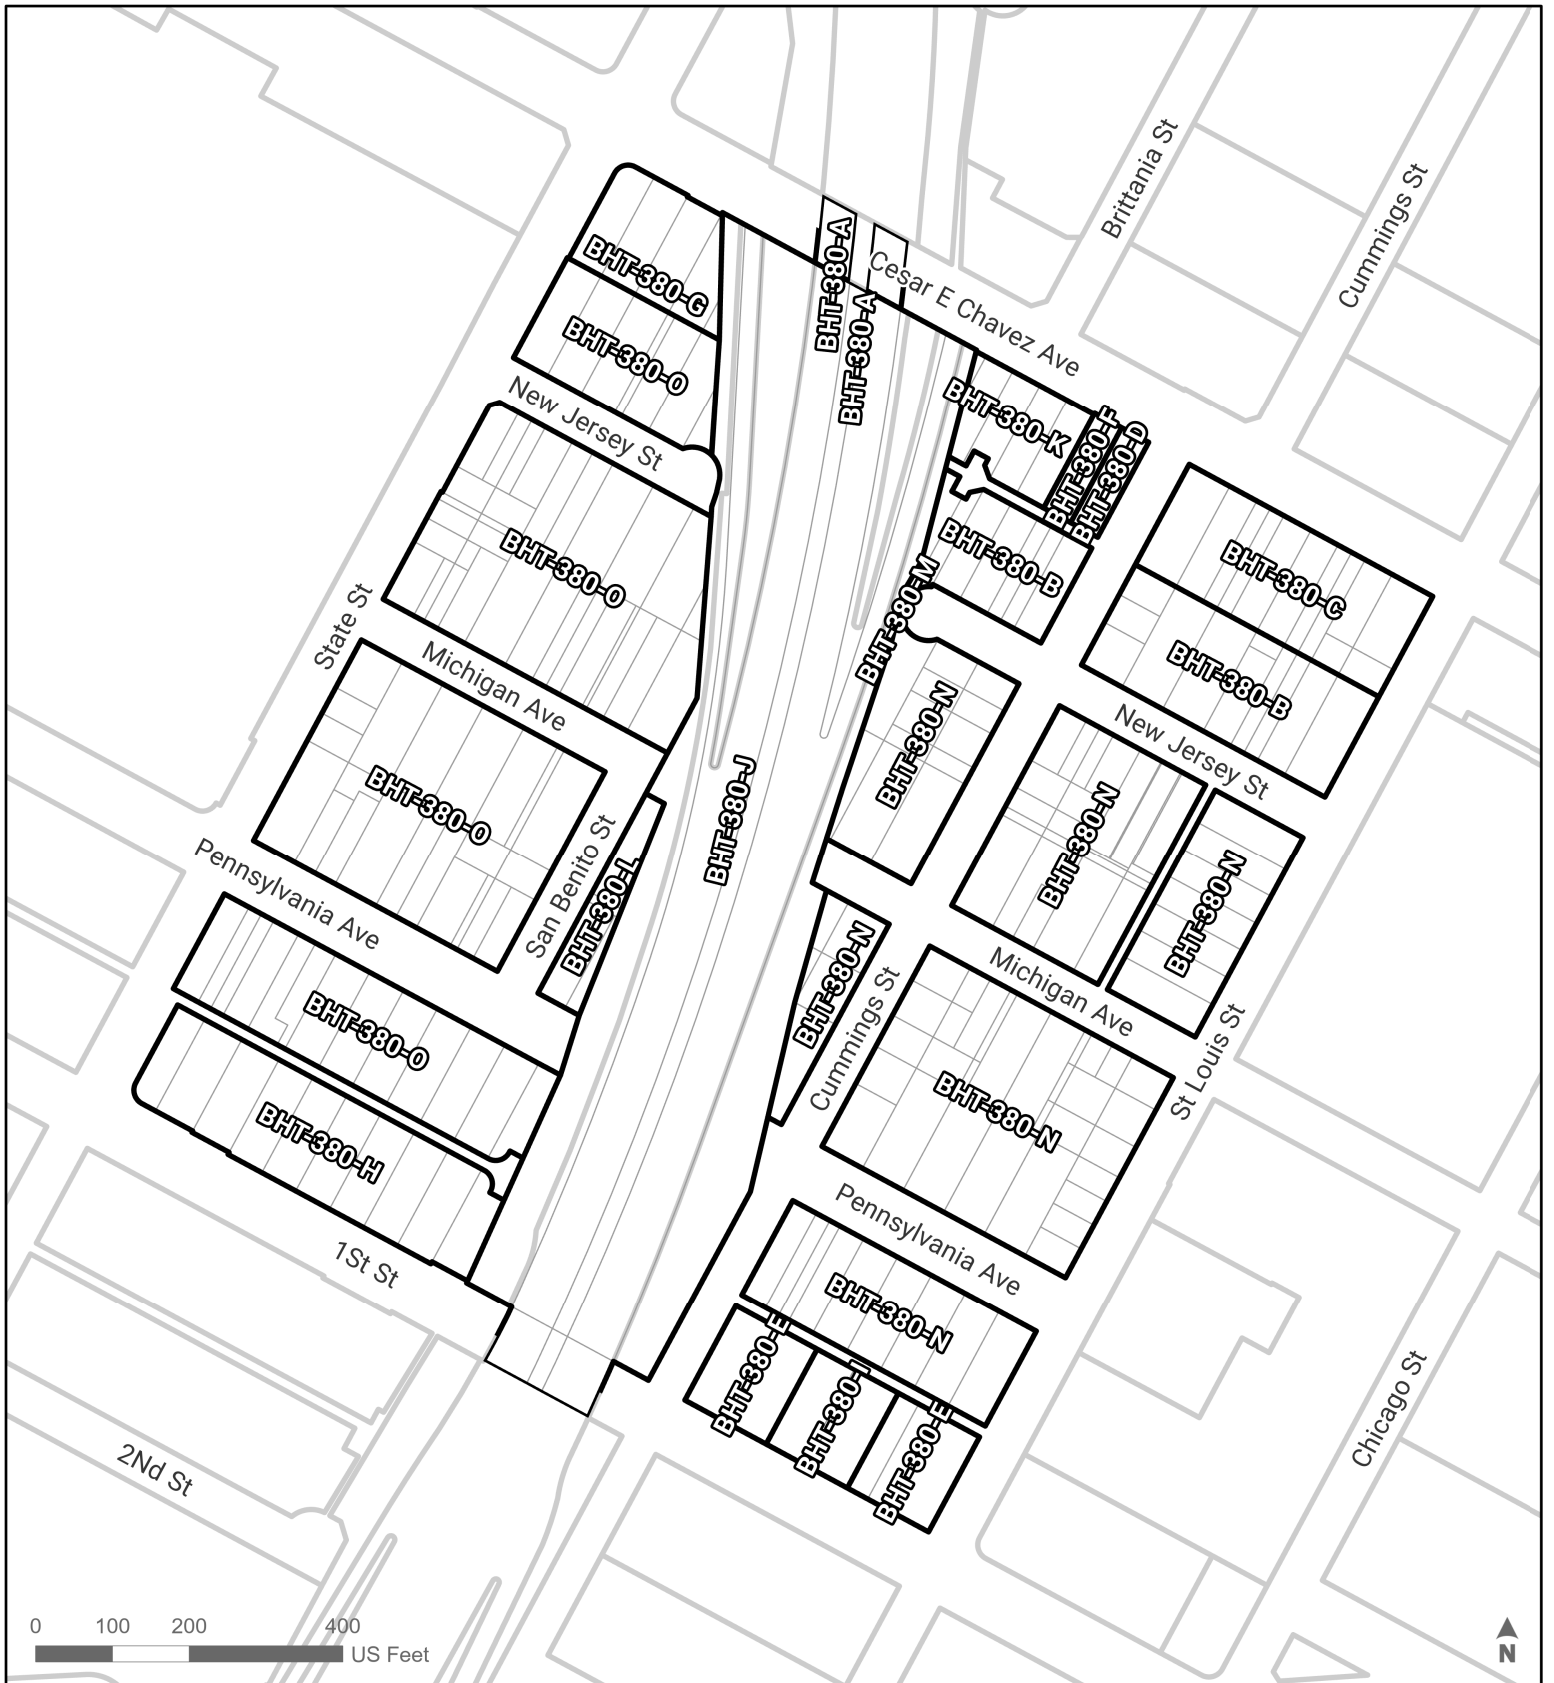 Brittania St
Cummings St
BHT-380-A
BHT-380-A
Cesar E Chavez Ave
BHT-380-G
BHT-380-O
New Jersey St
BHT-380-K
BHT-380-F
BHT-380-D
BHT-380-O
BHT-380-B
BHT-380-C
BHT-380-M
State St
Michigan Ave
BHT-380-B
BHT-380-N
New Jersey St
BHT-380-O
BHT-380-J
BHT-380-N
BHT-380-N
San Benito St
BHT-380-L
Pennsylvania Ave
BHT-380-N
Michigan Ave
Cummings St
BHT-380-O
St Louis St
BHT-380-N
BHT-380-H
Pennsylvania Ave
1St St
BHT-380-N
BHT-380-E
BHT-380-I
BHT-380-E
Chicago St
2Nd St
0 100 200 400
US Feet
N